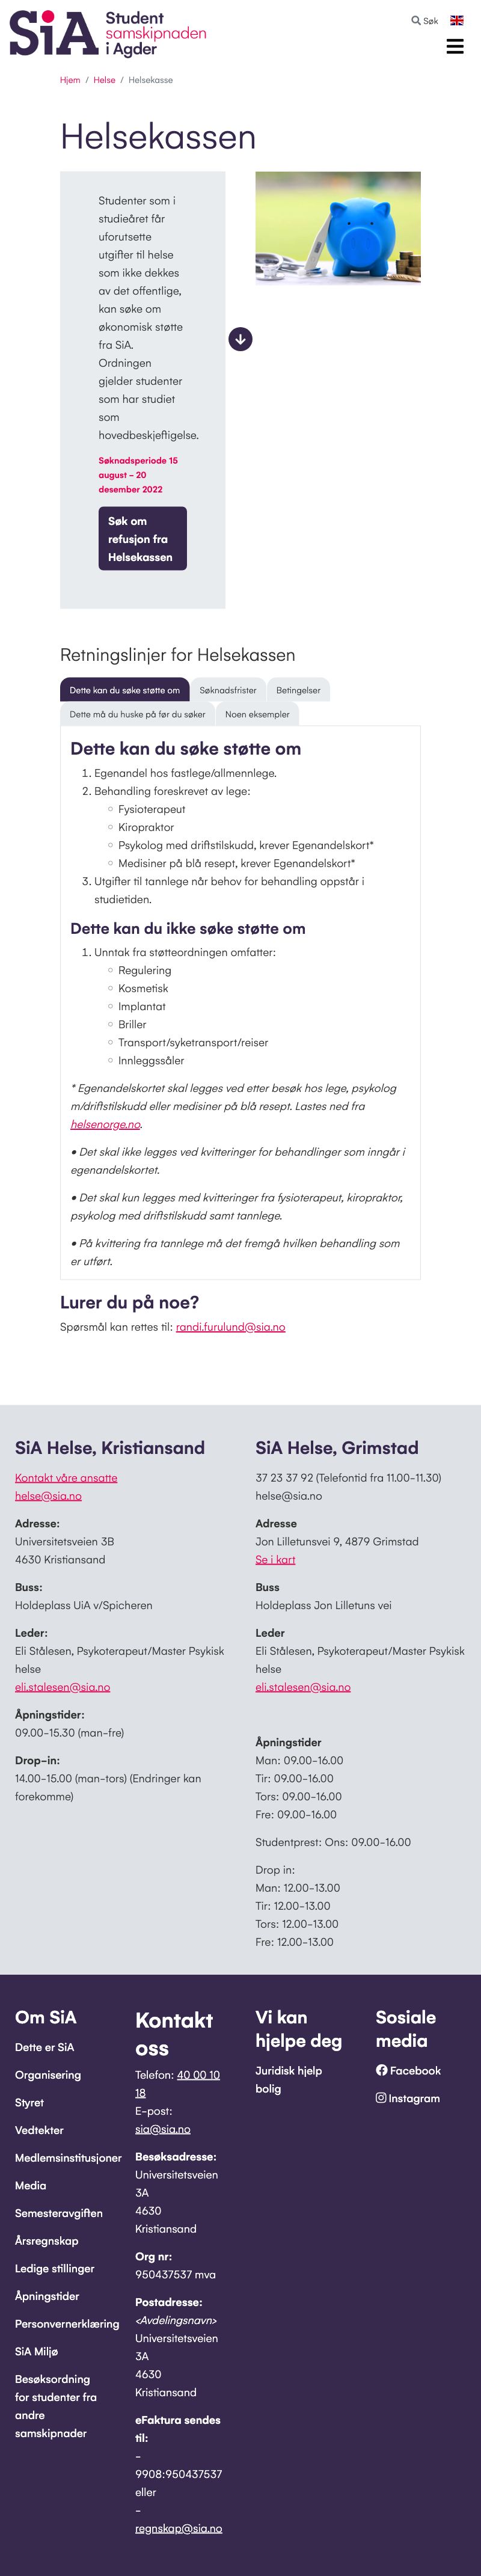 SiA Student
samskipnaden
i Agder
Søk
Hjem / Helse / Helsekasse
Helsekassen
Studenter som i
studieåret får
uforutsette
utgifter til helse
som ikke dekkes
av det offentlige,
kan søke om
økonomisk støtte
fra SiA.
Ordningen
gjelder studenter
som har studiet
som
hovedbeskjeftigelse.
Søknadsperiode 15
august - 20
desember 2022
Søk om
refusjon fra
Helsekassen
Retningslinjer for Helsekassen
Dette kan du søke støtte om
Søknadsfrister
Betingelser
Dette må du huske på før du søker
Noen eksempler
Dette kan du søke støtte om
1. Egenandel hos fastlege/allmennlege.
2. Behandling foreskrevet av lege:
○ Fysioterapeut
○ Kiropraktor
○ Psykolog med driftstilskudd, krever Egenandelskort*
○ Medisiner på blå resept, krever Egenandelskort*
3. Utgifter til tannlege når behov for behandling oppstår i
studietiden.
Dette kan du ikke søke støtte om
1. Unntak fra støtteordningen omfatter:
○ Regulering
○ Kosmetisk
○ Implantat
○ Briller
○ Transport/syketransport/reiser
○ Innleggssåler
* Egenandelskortet skal legges ved etter besøk hos lege, psykolog
m/driftstilskudd eller medisiner på blå resept. Lastes ned fra
helsenorge.no.
• Det skal ikke legges ved kvitteringer for behandlinger som inngår i
egenandelskortet.
• Det skal kun legges med kvitteringer fra fysioterapeut, kiropraktor,
psykolog med driftstilskudd samt tannlege.
• På kvittering fra tannlege må det fremgå hvilken behandling som
er utført.
Lurer du på noe?
Spørsmål kan rettes til: randi.furulund@sia.no
SiA Helse, Kristiansand
Kontakt våre ansatte
helse@sia.no
Adresse:
Universitetsveien 3B
4630 Kristiansand
Buss:
Holdeplass UiA v/Spicheren
Leder:
Eli Stålesen, Psykoterapeut/Master Psykisk
helse
eli.stalesen@sia.no
Åpningstider:
09.00-15.30 (man-fre)
Drop-in:
14.00-15.00 (man-tors) (Endringer kan
forekomme)
SiA Helse, Grimstad
37 23 37 92 (Telefontid fra 11.00-11.30)
helse@sia.no
Adresse
Jon Lilletunsvei 9, 4879 Grimstad
Se i kart
Buss
Holdeplass Jon Lilletuns vei
Leder
Eli Stålesen, Psykoterapeut/Master Psykisk
helse
eli.stalesen@sia.no
Åpningstider
Man: 09.00-16.00
Tir: 09.00-16.00
Tors: 09.00-16.00
Fre: 09.00-16.00
Studentprest: Ons: 09.00-16.00
Drop in:
Man: 12.00-13.00
Tir: 12.00-13.00
Tors: 12.00-13.00
Fre: 12.00-13.00
Om SiA
Dette er SiA
Organisering
Styret
Vedtekter
Medlemsinstitusjoner
Media
Semesteravgiften
Årsregnskap
Ledige stillinger
Åpningstider
Personvernerklæring
SiA Miljø
Besøksordning
for studenter fra
andre
samskipnader
Kontakt
oss
Telefon: 40 00 10
18
E-post:
sia@sia.no
Besøksadresse:
Universitetsveien
3A
4630
Kristiansand
Org nr:
950437537 mva
Postadresse:
<Avdelingsnavn>
Universitetsveien
3A
4630
Kristiansand
eFaktura sendes
til:
-
9908:950437537
eller
-
regnskap@sia.no
Vi kan
hjelpe deg
Juridisk hjelp
bolig
Sosiale
media
Facebook
Instagram